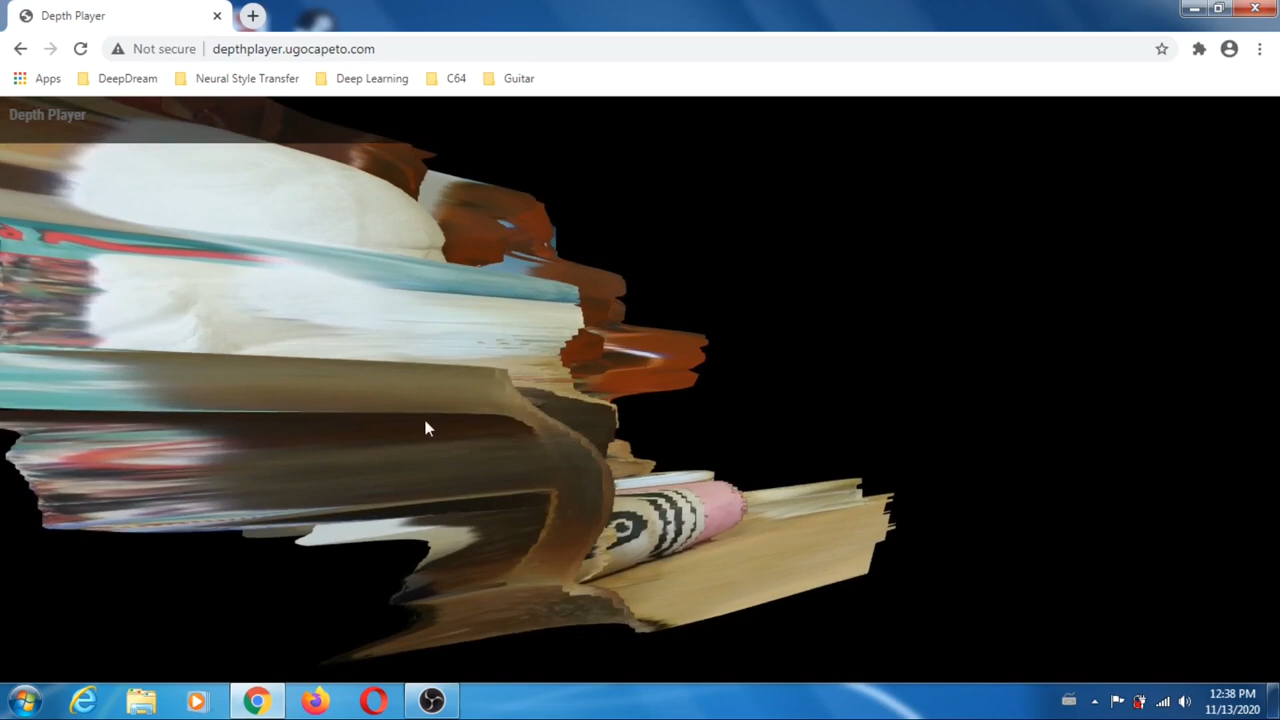 Depth Player
Not secure
depthplayer.ugocapeto.com
Apps
DeepDream
Neural Style Transfer
Deep Learning
C64
Guitar
Depth Player
12:38 PM
11/13/2020